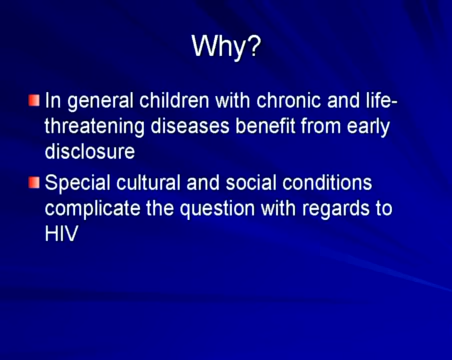 Why?
In general children with chronic and life-
threatening diseases benefit from early
disclosure
Special cultural and social conditions
complicate the question with regards to
HIV